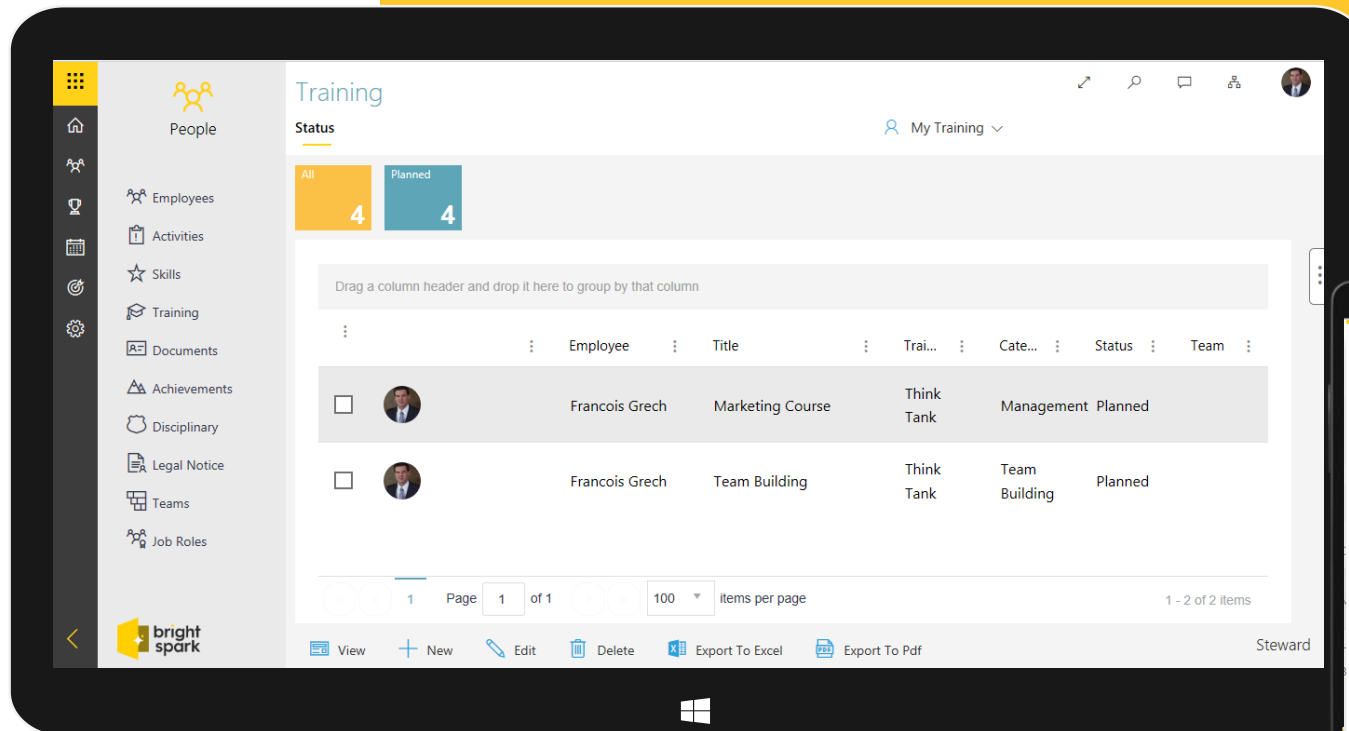 Training
People
Status
My Training
All
4
Planned
4
Employees
Activities
Skills
Training
Documents
Achievements
Disciplinary
Legal Notice
Teams
Job Roles
bright
spark
Drag a column header and drop it here to group by that column
Employee Title Trai... Cate... Status Team
Francois Grech Marketing Course Think Tank Management Planned
Francois Grech Team Building Think Tank Team Building Planned
1 Page 1 of 1 100 items per page 1 - 2 of 2 items
View New Edit Delete Export To Excel Export To Pdf
Steward